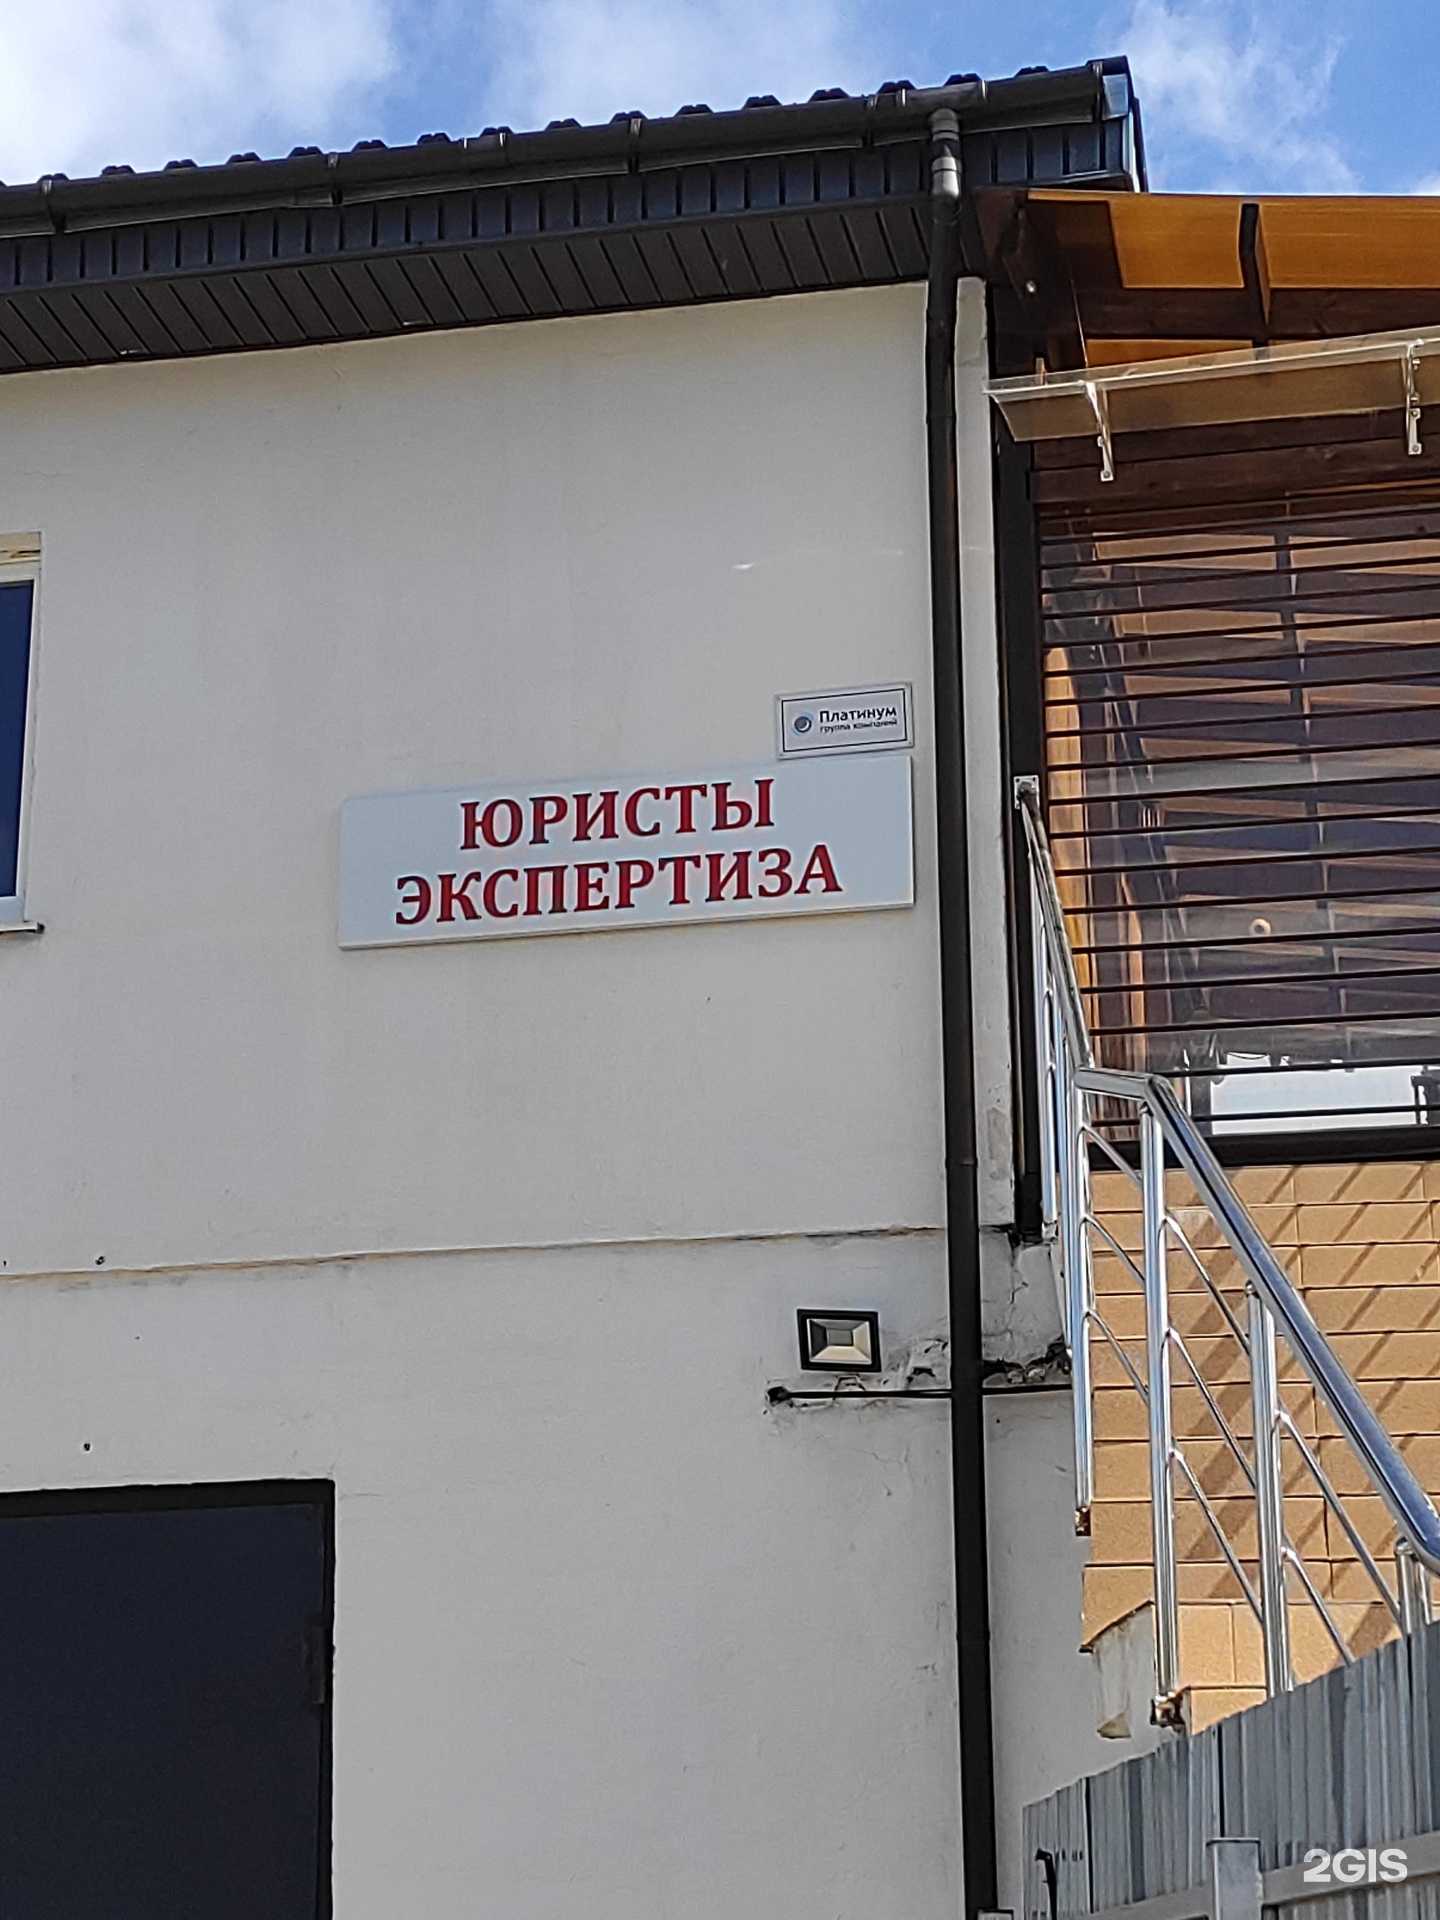 Платинум
группа компаний
ЮРИСТЫ
ЭКСПЕРТИЗА
2GIS